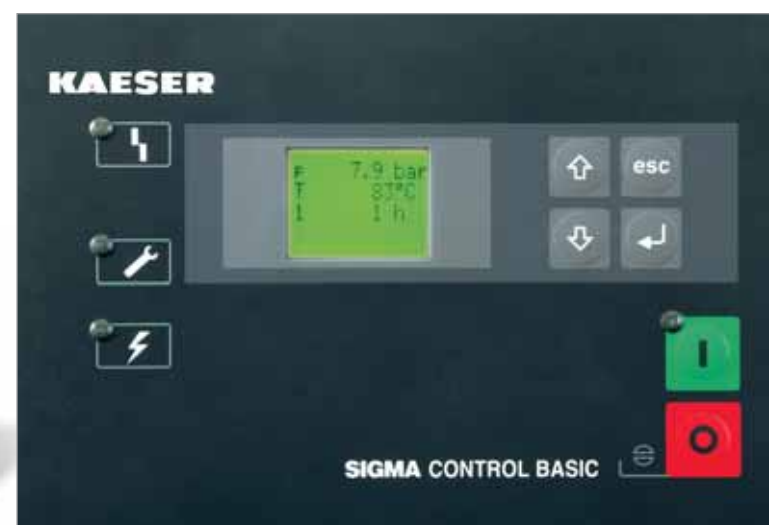 KAESER
P 7.9 bar
T 83°C
1 1 h
esc
I
O
SIGMA CONTROL BASIC